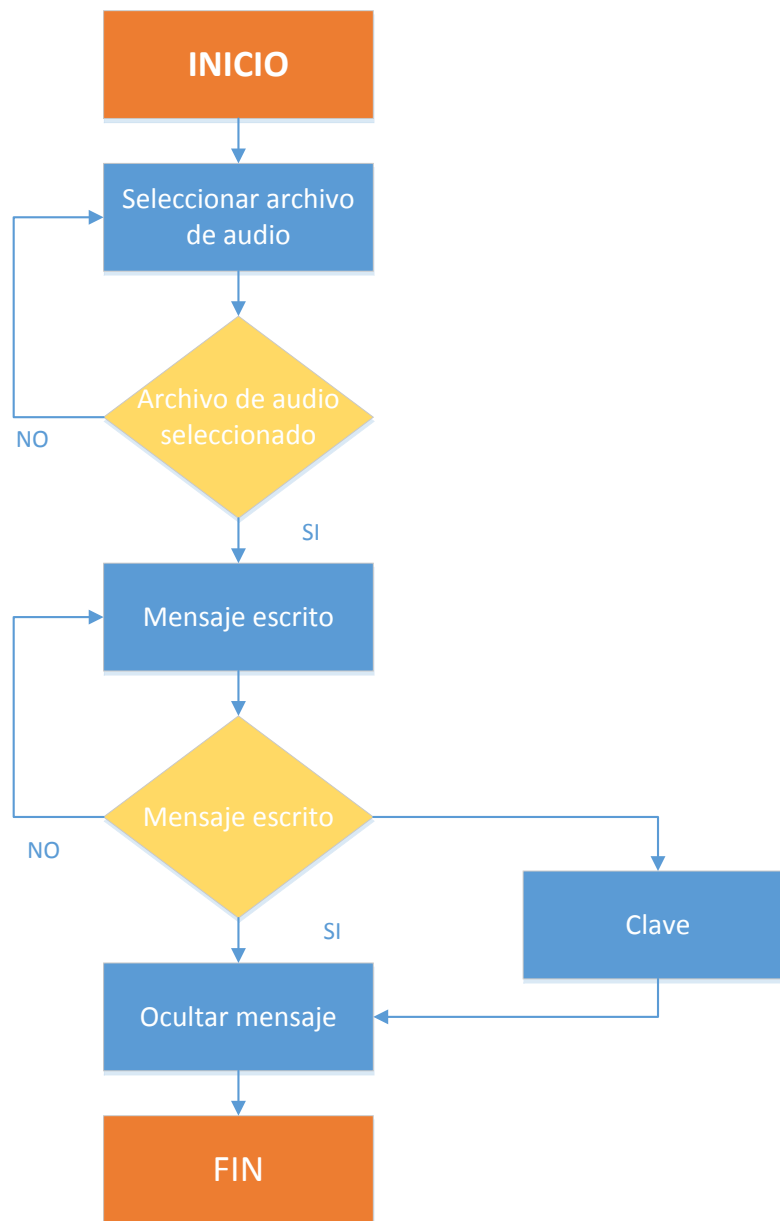 INICIO
Seleccionar archivo
de audio
Archivo de audio
seleccionado
NO
SI
Mensaje escrito
Mensaje escrito
NO
Clave
SI
Ocultar mensaje
FIN